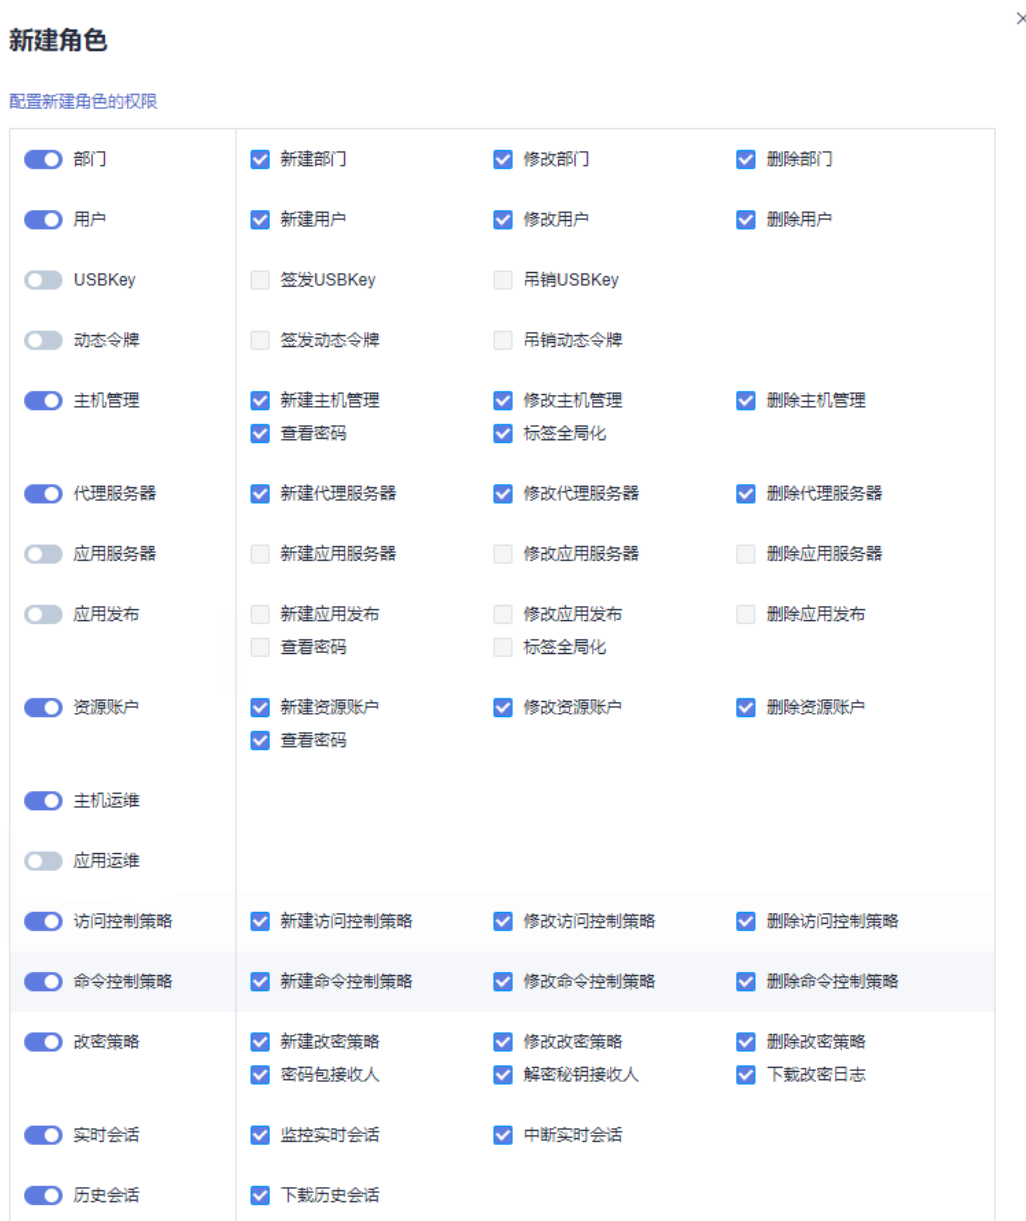 新建角色
配置新建角色的权限
部门 新建部门 修改部门 删除部门
用户 新建用户 修改用户 删除用户
USBKey 签发USBKey 吊销USBKey
动态令牌 签发动态令牌 吊销动态令牌
主机管理 新建主机管理 修改主机管理 删除主机管理
查看密码 标签全局化
代理服务器 新建代理服务器 修改代理服务器 删除代理服务器
应用服务器 新建应用服务器 修改应用服务器 删除应用服务器
应用发布 新建应用发布 修改应用发布 删除应用发布
查看密码 标签全局化
资源账户 新建资源账户 修改资源账户 删除资源账户
查看密码
主机运维
应用运维
访问控制策略 新建访问控制策略 修改访问控制策略 删除访问控制策略
命令控制策略 新建命令控制策略 修改命令控制策略 删除命令控制策略
改密策略 新建改密策略 修改改密策略 删除改密策略
密码包接收人 解密秘钥接收人 下载改密日志
实时会话 监控实时会话 中断实时会话
历史会话 下载历史会话